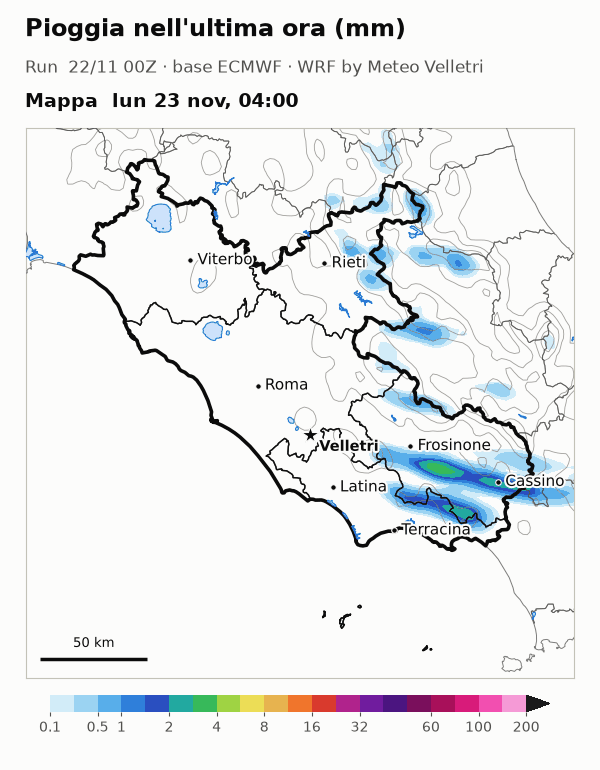 Pioggia nell'ultima ora (mm)
Run  22/11 00Z · base ECMWF · WRF by Meteo Velletri
Mappa  lun 23 nov, 04:00
Viterbo
Rieti
Roma
Velletri
Frosinone
Latina
Cassino
Terracina
50 km
0.1 0.5 1 2 4 8 16 32 60 100 200